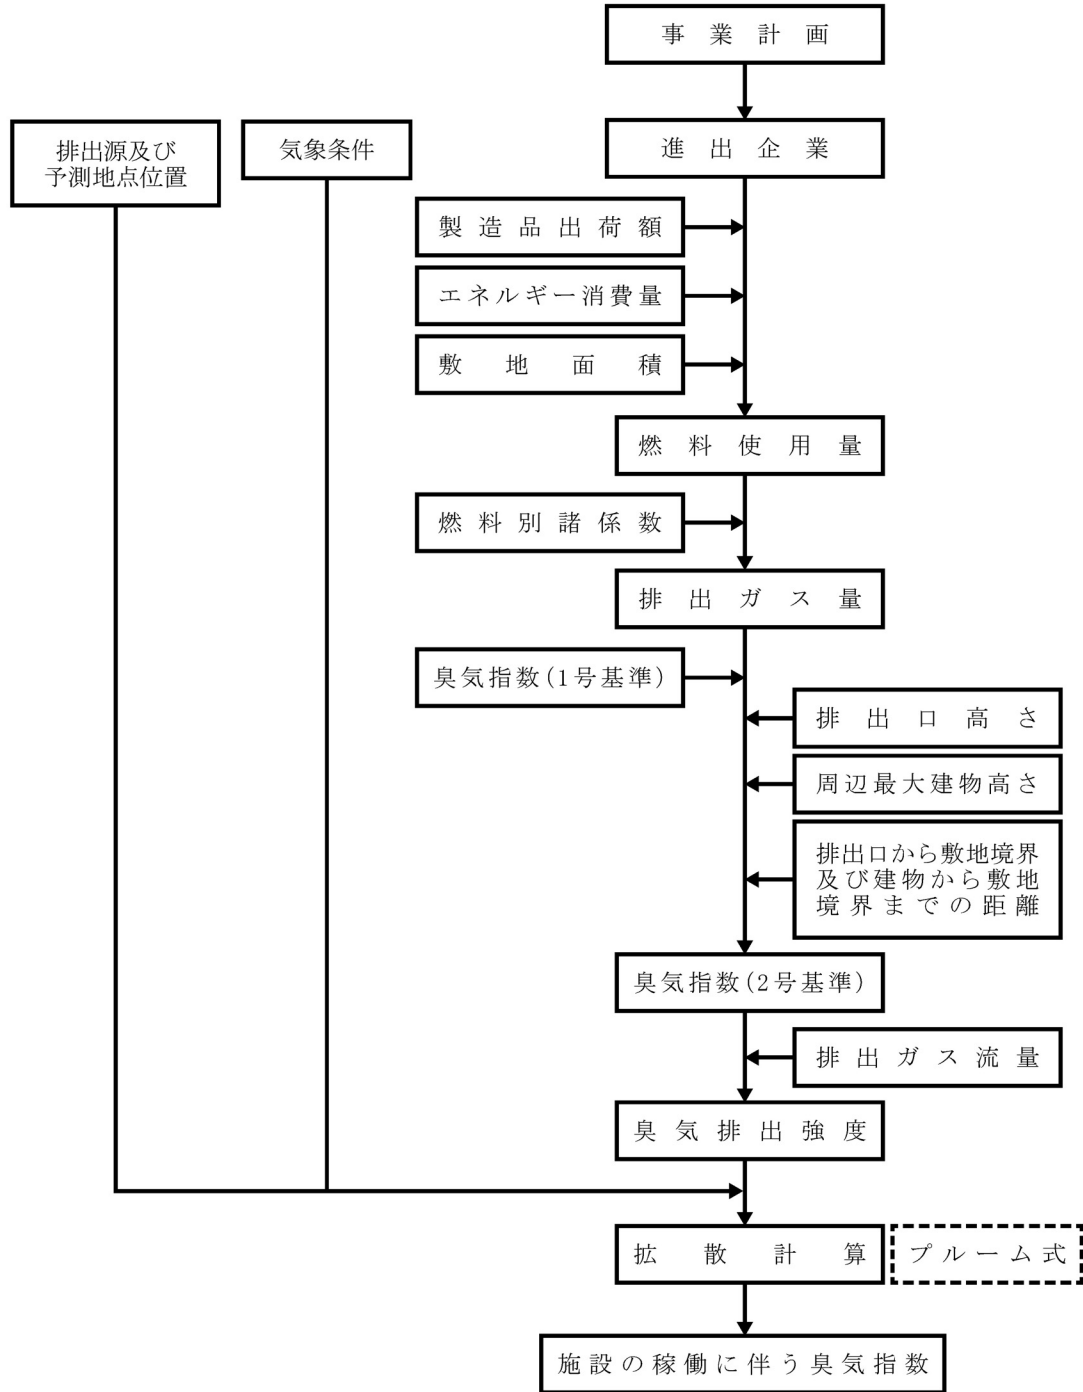 事業計画
進出企業
排出源及び
予測地点位置
気象条件
製造品出荷額
エネルギー消費量
敷地面積
燃料使用量
燃料別諸係数
排出ガス量
臭気指数(1号基準)
排出口高さ
周辺最大建物高さ
排出口から敷地境界
及び建物から敷地
境界までの距離
臭気指数(2号基準)
排出ガス流量
臭気排出強度
拡散計算
プルーム式
施設の稼働に伴う臭気指数